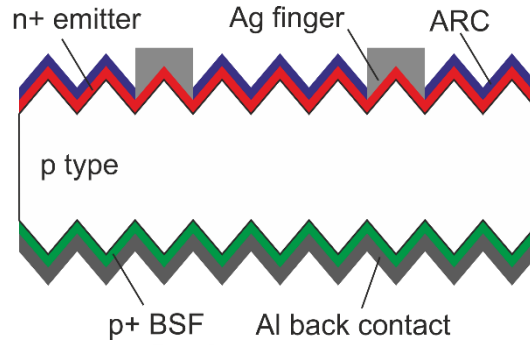 n+ emitter
Ag finger
ARC
p type
p+ BSF
Al back contact